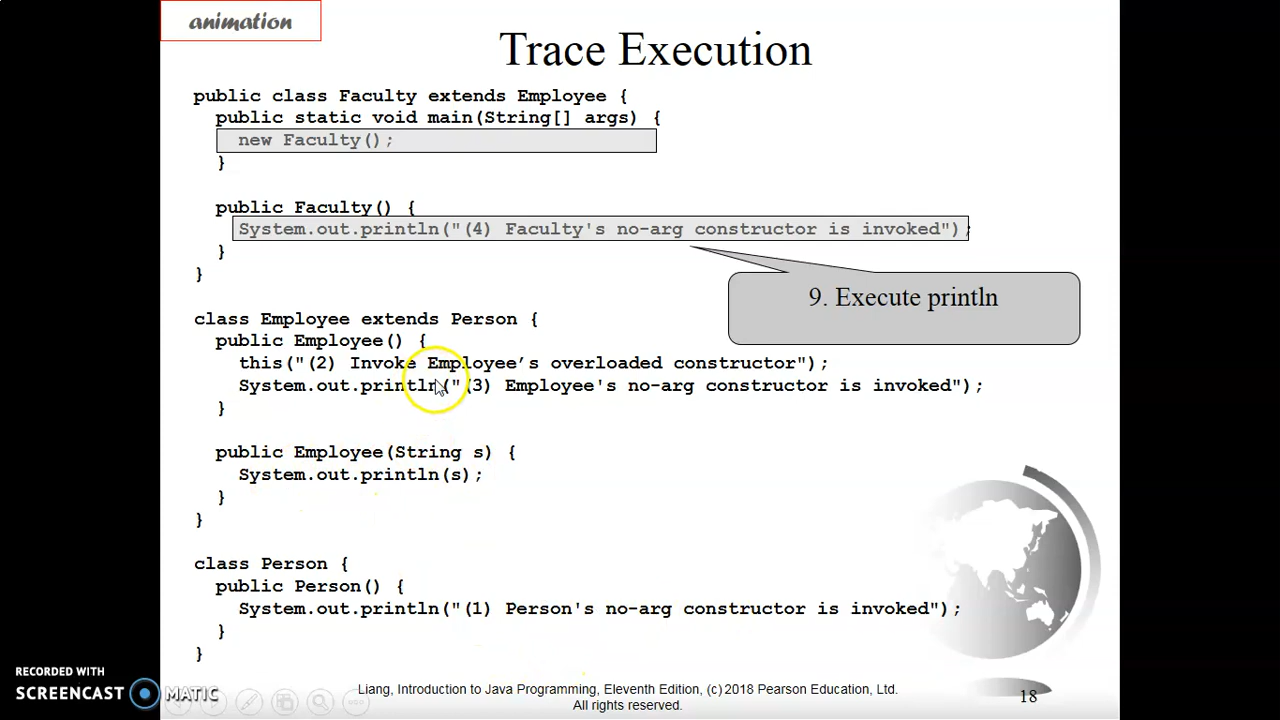 animation
Trace Execution
public class Faculty extends Employee {
public static void main(String[] args) {
new Faculty();
}
public Faculty() {
System.out.println("(4) Faculty's no-arg constructor is invoked");
}
}
9. Execute println
class Employee extends Person {
public Employee() {
this("(2) Invoke Employee’s overloaded constructor");
System.out.println("(3) Employee's no-arg constructor is invoked");
}
public Employee(String s) {
System.out.println(s);
}
}
class Person {
public Person() {
System.out.println("(1) Person's no-arg constructor is invoked");
}
}
RECORDED WITH
SCREENCAST MATIC
Liang, Introduction to Java Programming, Eleventh Edition, (c) 2018 Pearson Education, Ltd.
All rights reserved.
18